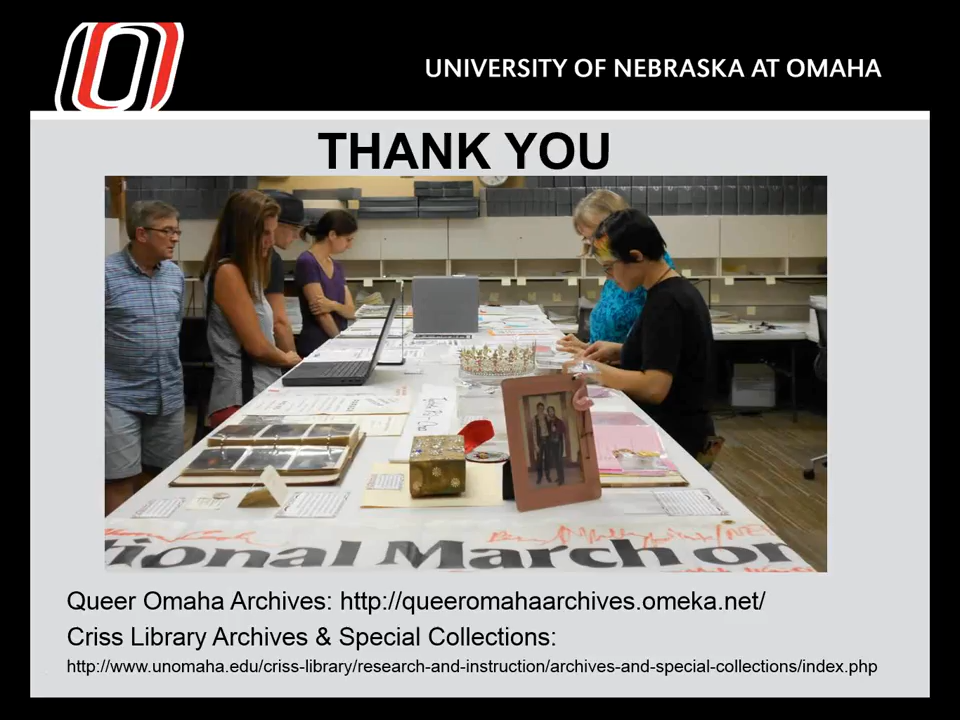 UNIVERSITY OF NEBRASKA AT OMAHA
THANK YOU
tional March on
Queer Omaha Archives: http://queeromahaarchives.omeka.net/
Criss Library Archives & Special Collections:
http://www.unomaha.edu/criss-library/research-and-instruction/archives-and-special-collections/index.php